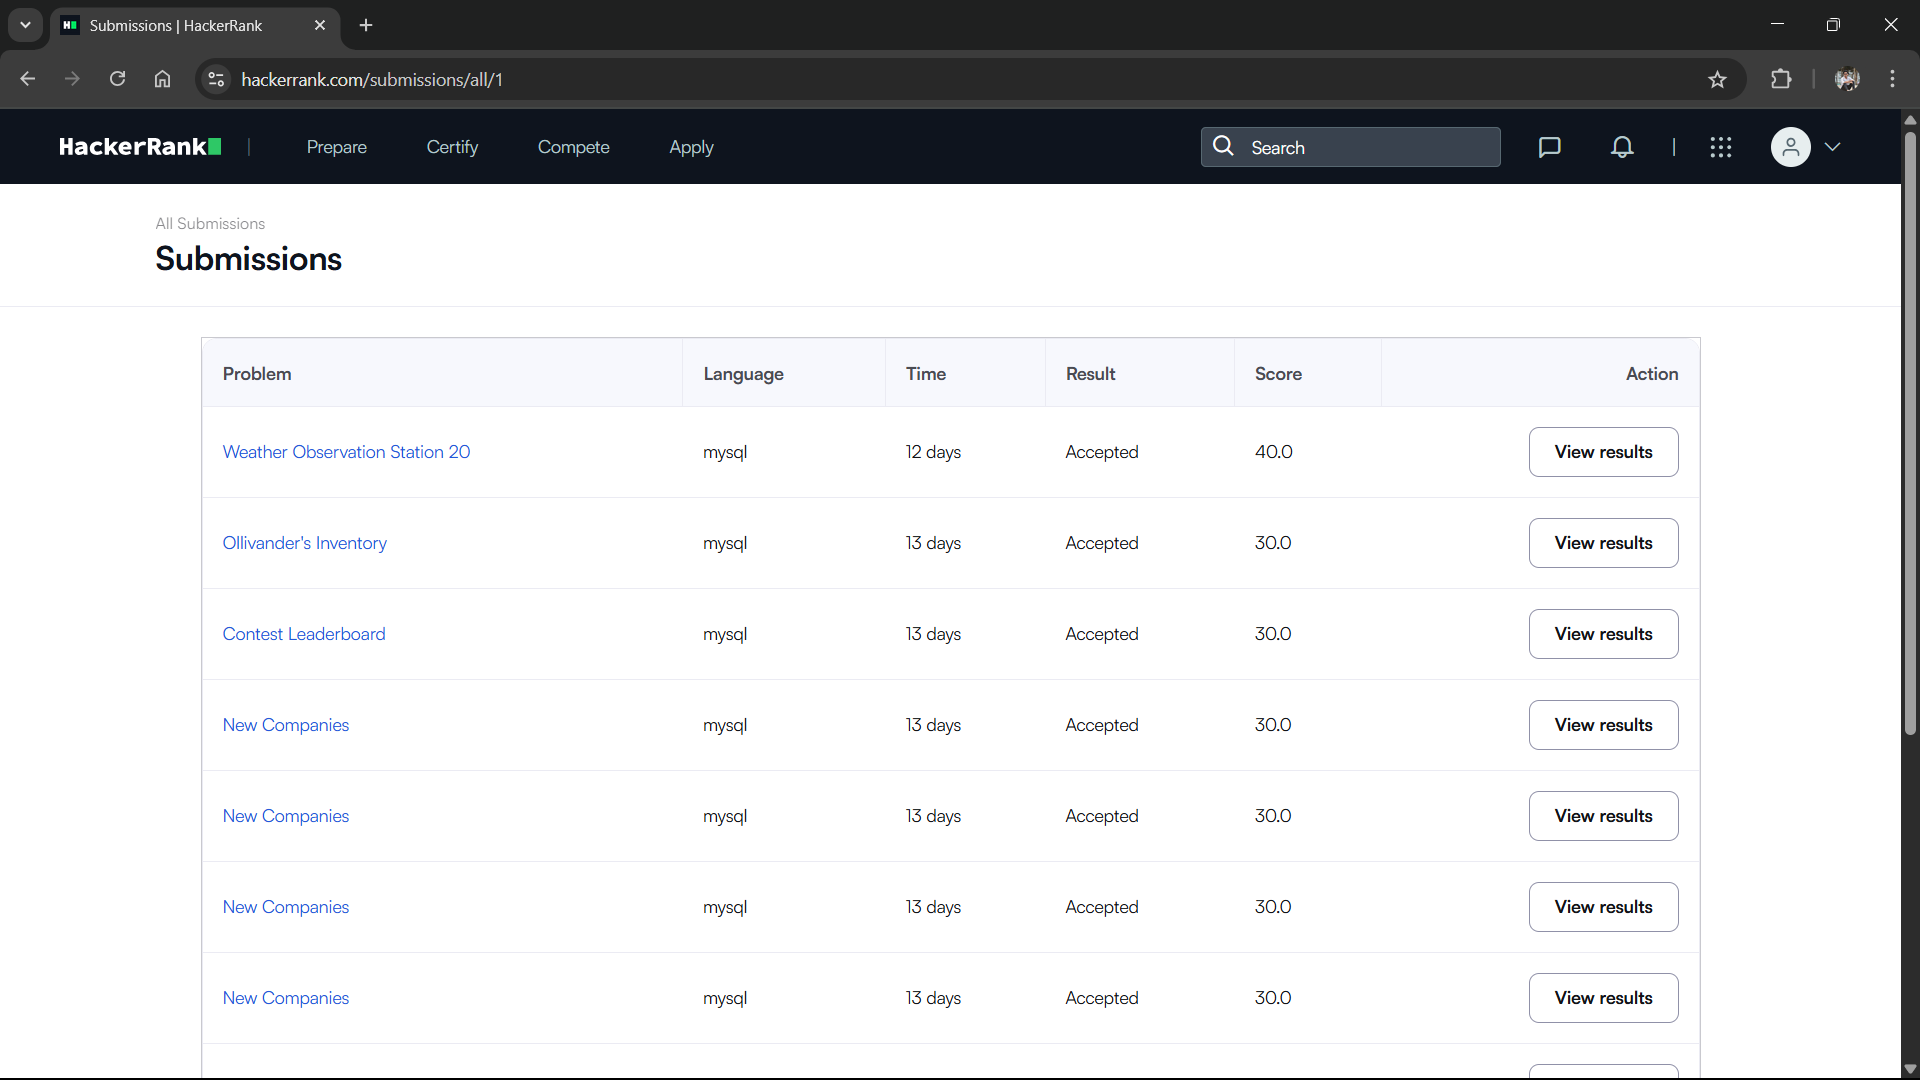 Submissions | HackerRank
hackerrank.com/submissions/all/1
HackerRank Prepare Certify Compete Apply Search
All Submissions
Submissions
Problem Language Time Result Score Action
Weather Observation Station 20 mysql 12 days Accepted 40.0 View results
Ollivander's Inventory mysql 13 days Accepted 30.0 View results
Contest Leaderboard mysql 13 days Accepted 30.0 View results
New Companies mysql 13 days Accepted 30.0 View results
New Companies mysql 13 days Accepted 30.0 View results
New Companies mysql 13 days Accepted 30.0 View results
New Companies mysql 13 days Accepted 30.0 View results